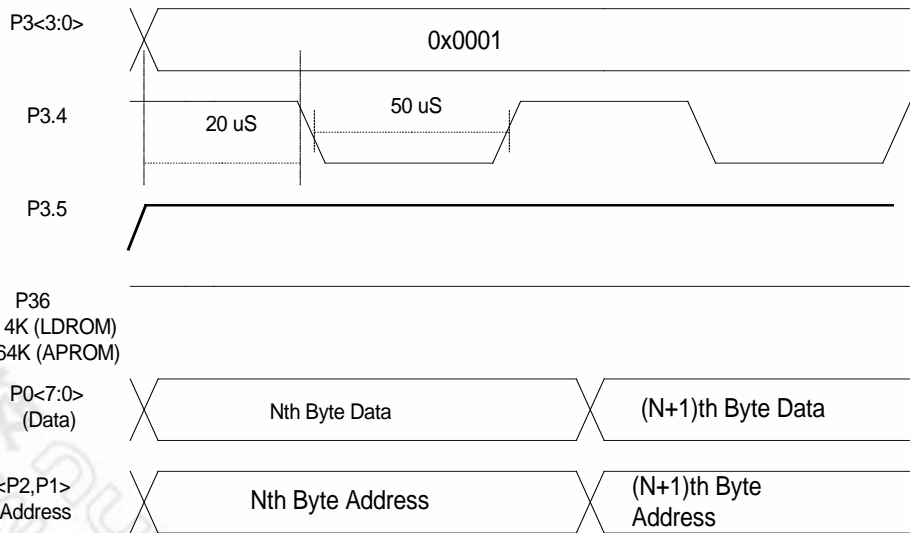 P3<3:0>
0x0001
P3.4
20 uS
50 uS
P3.5
P36
4K (LDROM)
64K (APROM)
P0<7:0>
(Data)
Nth Byte Data
(N+1)th Byte Data
<P2,P1>
Address
Nth Byte Address
(N+1)th Byte
Address